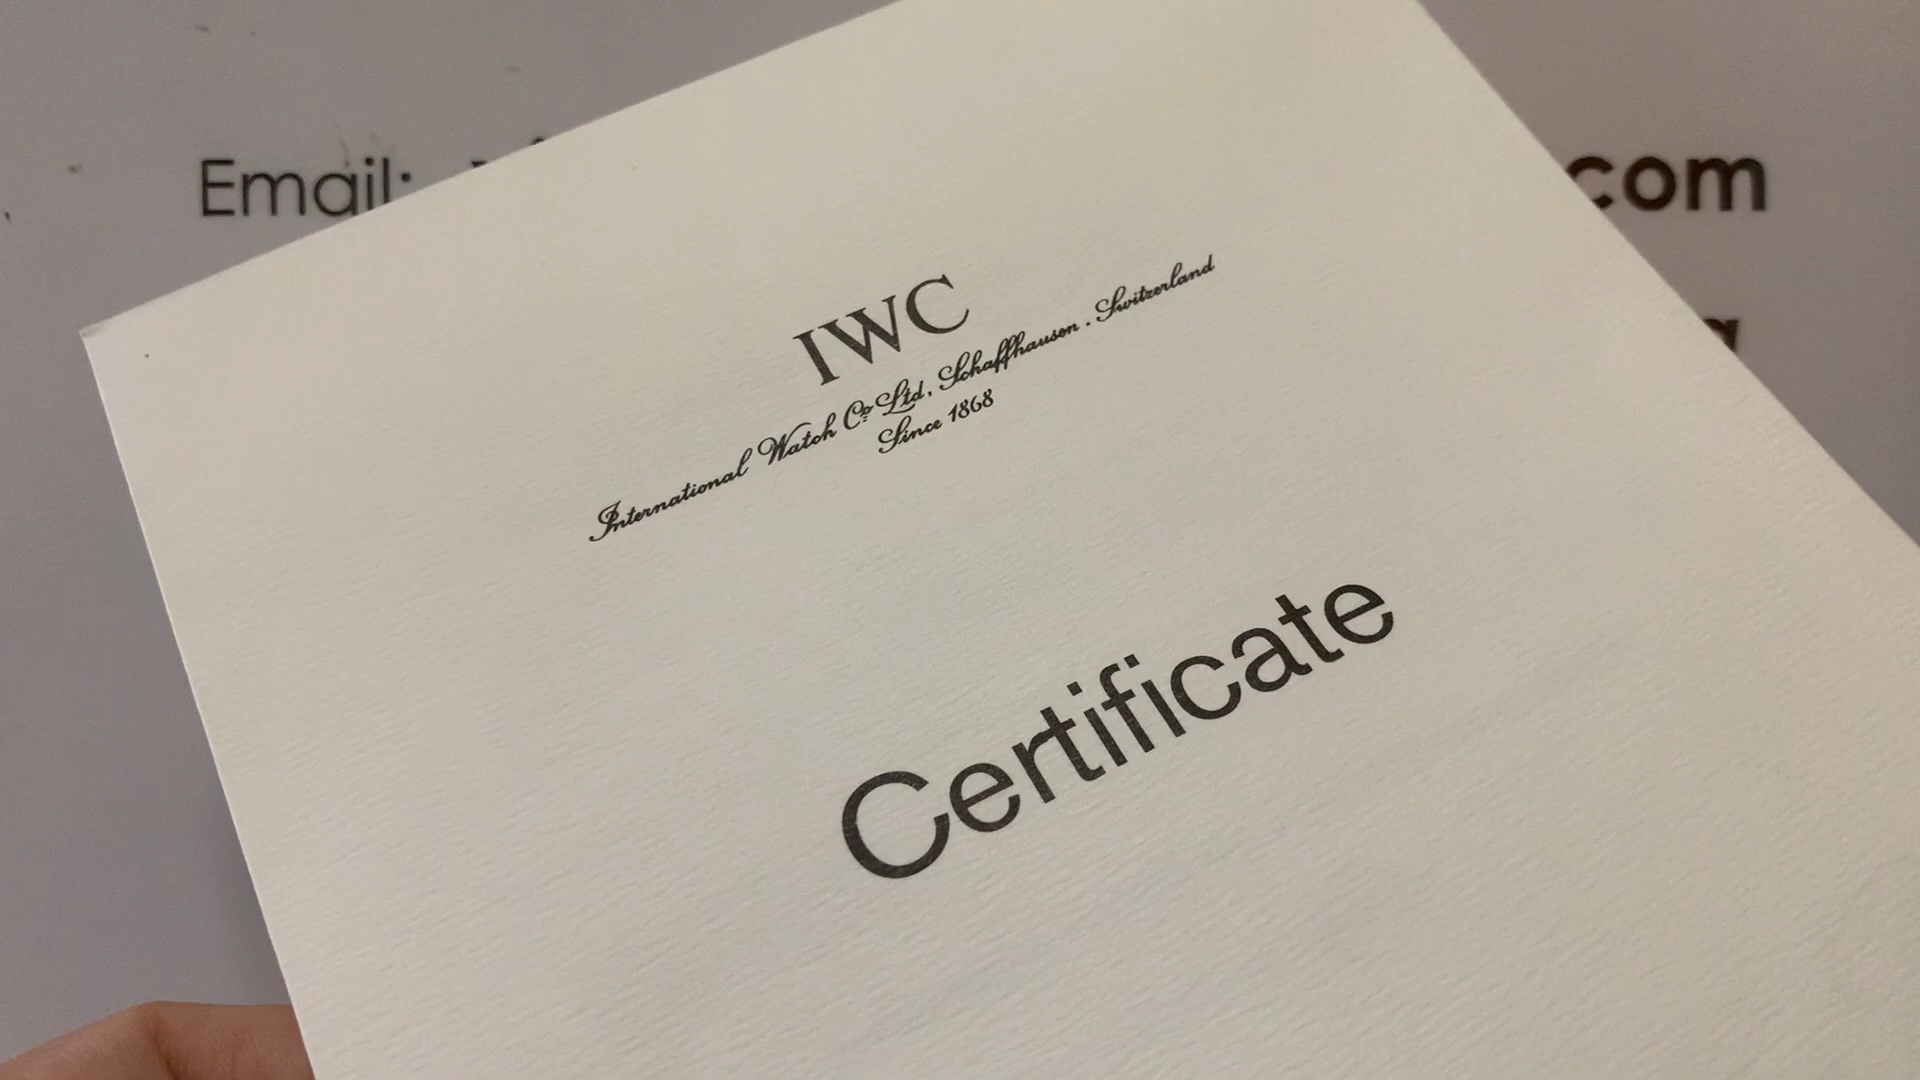 Email:
com
IWC
International Watch Co Ltd, Schaffhausen . Switzerland
Since 1868
Certificate